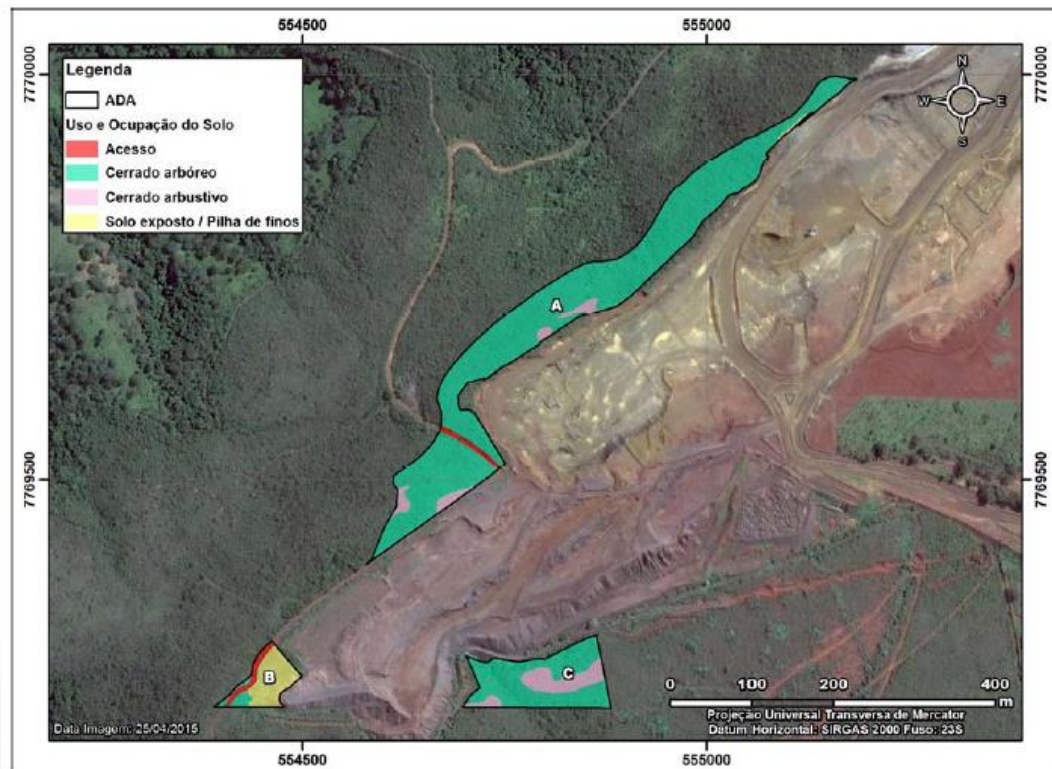 554500
555000
7770000
7770000
Legenda
ADA
Uso e Ocupação do Solo
Acesso
Cerrado arbóreo
Cerrado arbustivo
Solo exposto / Pilha de finos
N
W
E
S
A
7769500
7769500
B
C
0 100 200 400
m
Projeção Universal Transversa de Mercator
Datum Horizontal: SIRGAS 2000 Fuso: 23S
Data Imagem: 25/04/2015
554500
555000